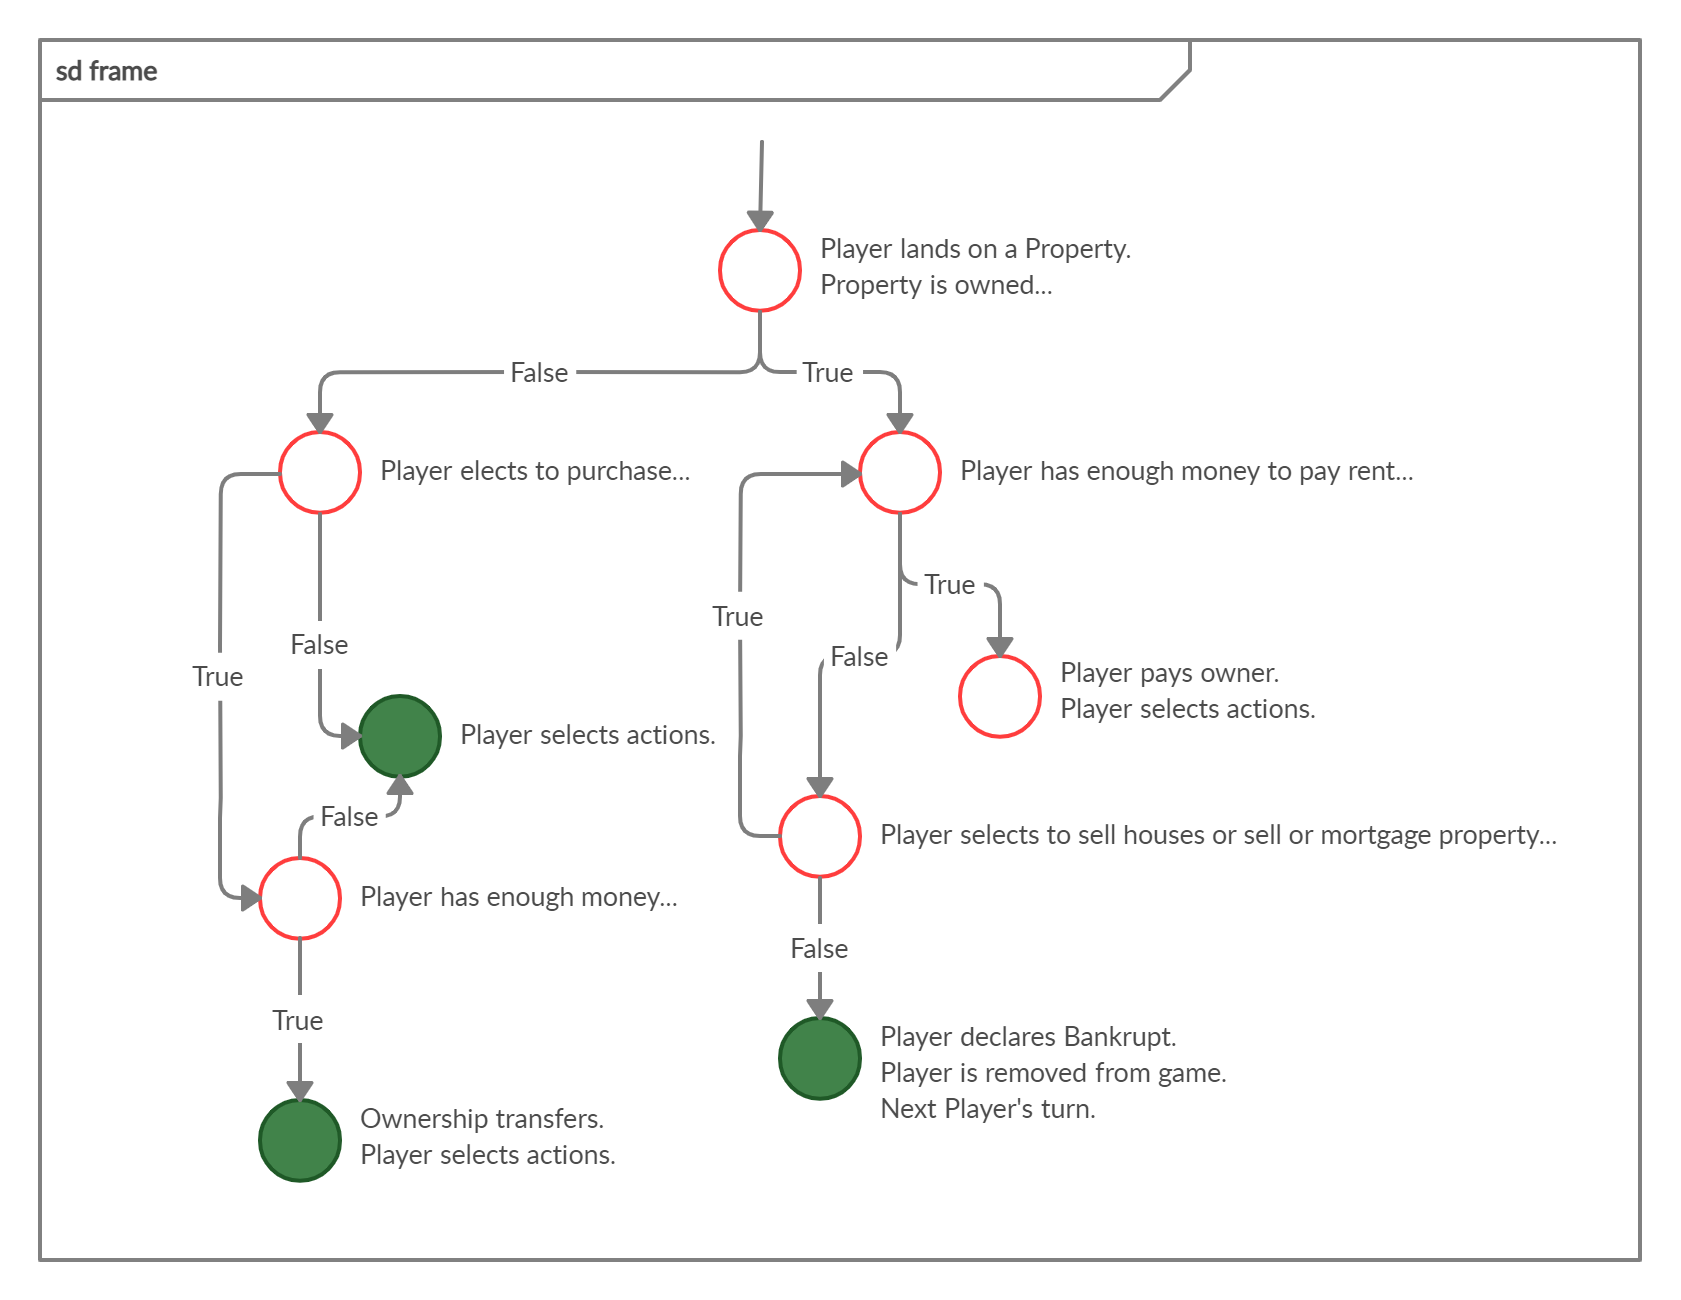 sd frame
Player lands on a Property.
Property is owned...
False
True
Player elects to purchase...
Player has enough money to pay rent...
True
True
False
False
Player pays owner.
True
Player selects actions.
Player selects actions.
False
Player selects to sell houses or sell or mortgage property...
Player has enough money...
False
True
Player declares Bankrupt.
Player is removed from game.
Next Player's turn.
Ownership transfers.
Player selects actions.